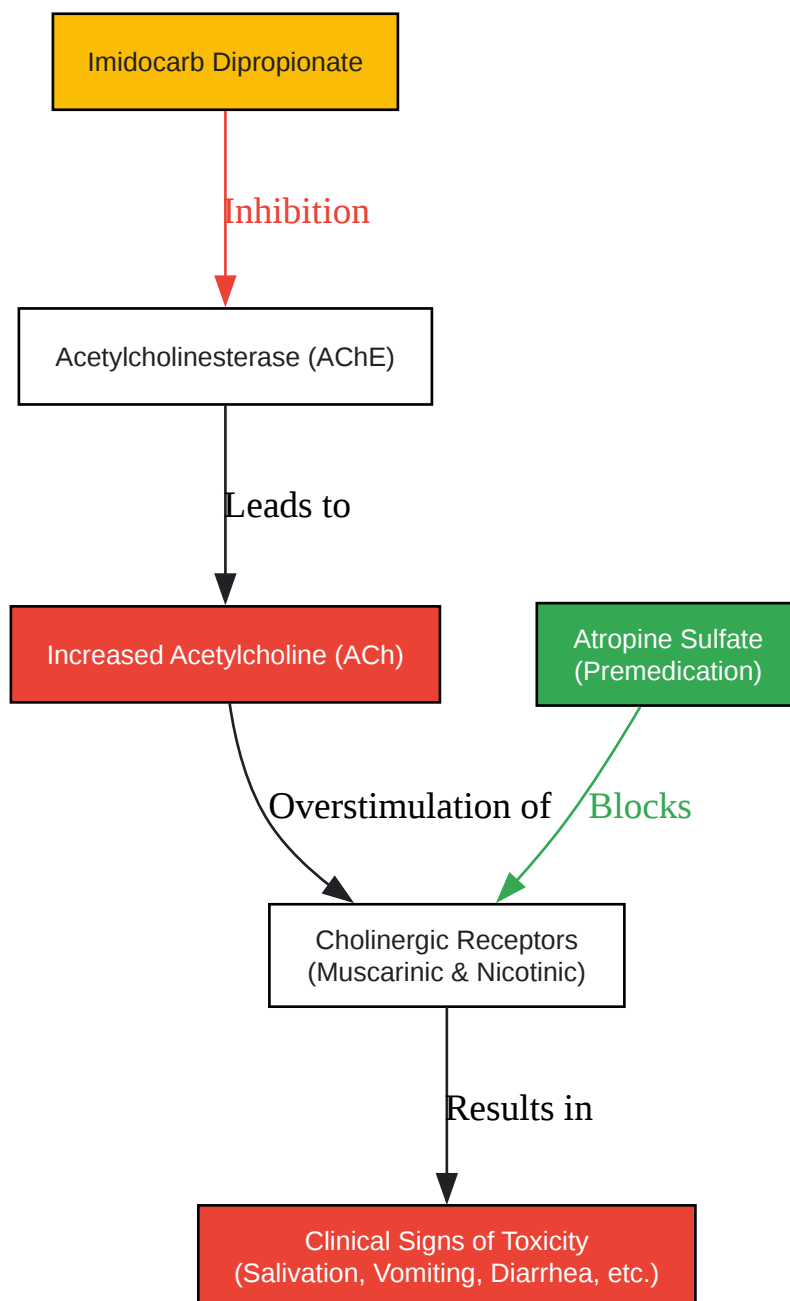 Imidocarb Dipropionate
Inhibition
Acetylcholinesterase (AChE)
Leads to
Increased Acetylcholine (ACh)
Atropine Sulfate
(Premedication)
Overstimulation of
Blocks
Cholinergic Receptors
(Muscarinic & Nicotinic)
Results in
Clinical Signs of Toxicity
(Salivation, Vomiting, Diarrhea, etc.)